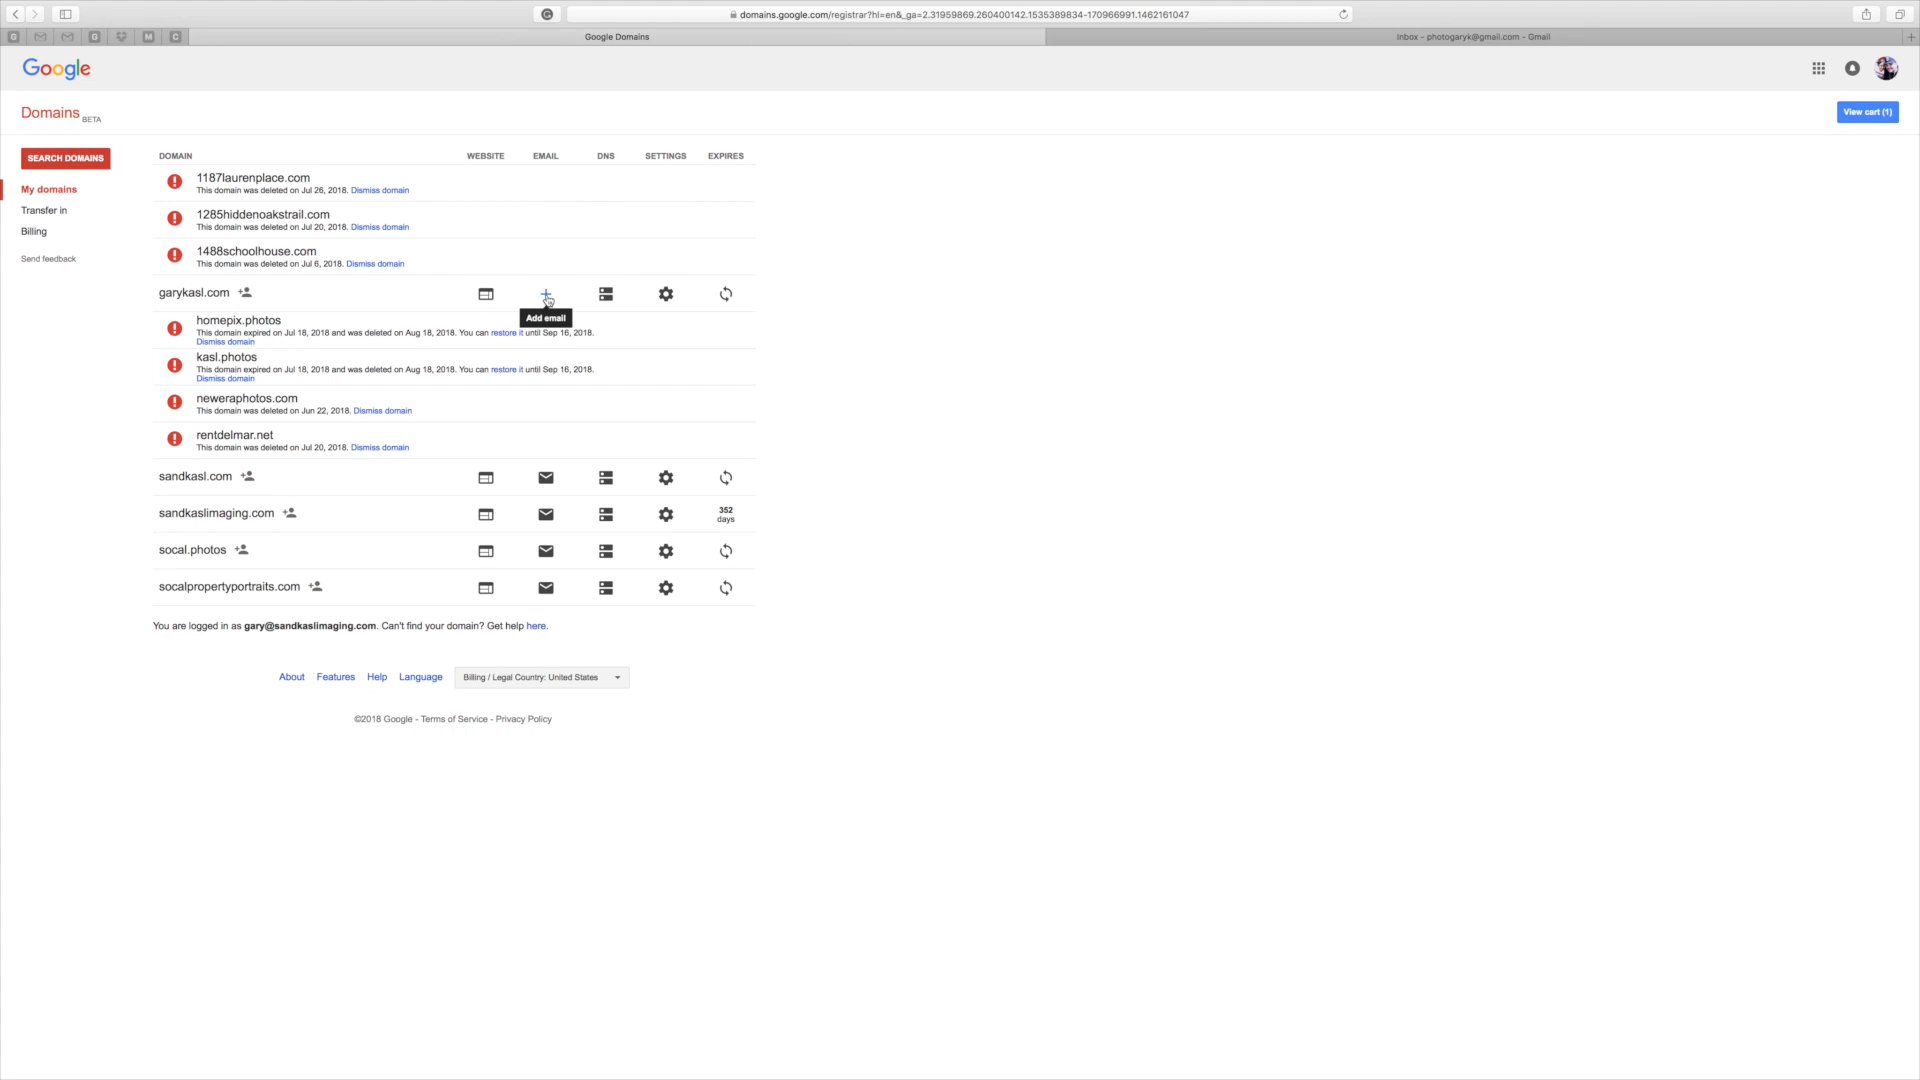 domains.google.com/registrar?hl=en&_ga=2.31959869.260400142.1535389834-170966991.1462161047
G
G
M
C
Google Domains
Inbox - photogaryk@gmail.com - Gmail
Google
Domains BETA
View cart (1)
SEARCH DOMAINS
My domains
Transfer in
Billing
Send feedback
DOMAIN WEBSITE EMAIL DNS SETTINGS EXPIRES
1187laurenplace.com
This domain was deleted on Jul 26, 2018. Dismiss domain
1285hiddenoakstrail.com
This domain was deleted on Jul 20, 2018. Dismiss domain
1488schoolhouse.com
This domain was deleted on Jul 6, 2018. Dismiss domain
garykasl.com
Add email
homepix.photos
This domain expired on Jul 18, 2018 and was deleted on Aug 18, 2018. You can restore it until Sep 16, 2018.
Dismiss domain
kasl.photos
This domain expired on Jul 18, 2018 and was deleted on Aug 18, 2018. You can restore it until Sep 16, 2018.
Dismiss domain
neweraphotos.com
This domain was deleted on Jun 22, 2018. Dismiss domain
rentdelmar.net
This domain was deleted on Jul 20, 2018. Dismiss domain
sandkasl.com
sandkaslimaging.com
352
days
socal.photos
socalpropertyportraits.com
You are logged in as gary@sandkaslimaging.com. Can't find your domain? Get help here.
About Features Help Language Billing / Legal Country: United States
©2018 Google - Terms of Service - Privacy Policy